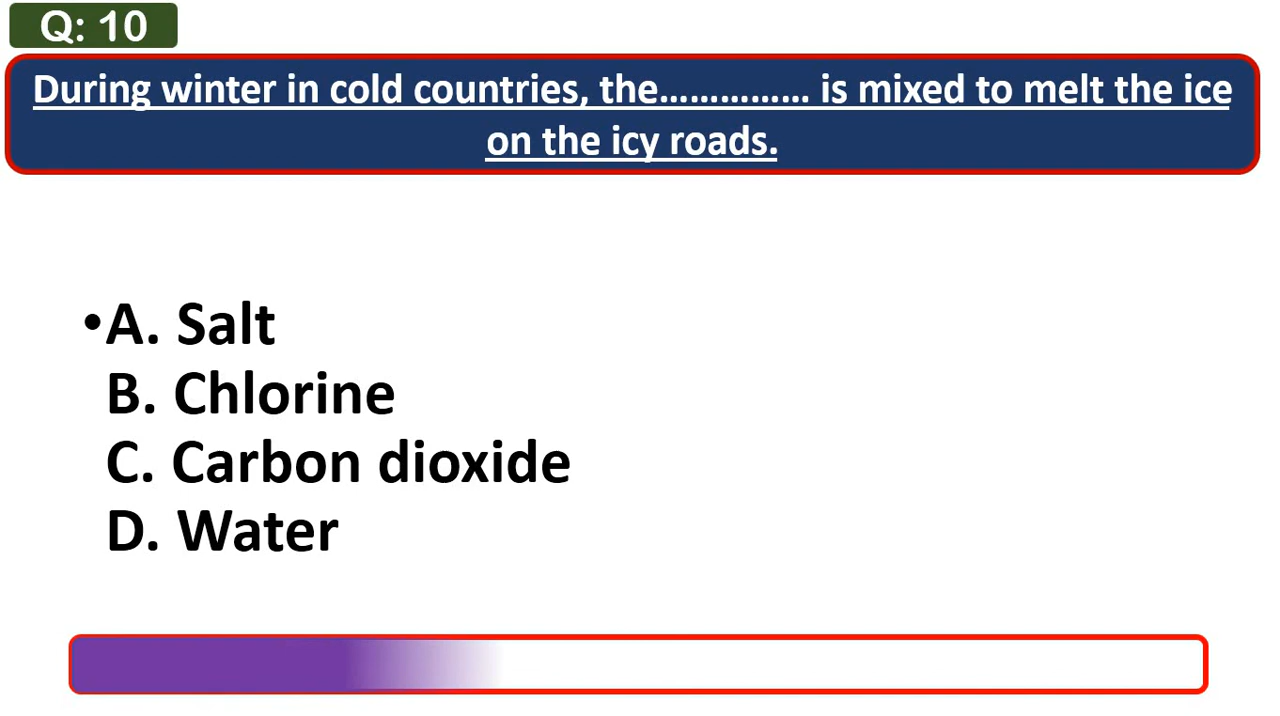 Q: 10
During winter in cold countries, the…………… is mixed to melt the ice
on the icy roads.
•A. Salt
B. Chlorine
C. Carbon dioxide
D. Water